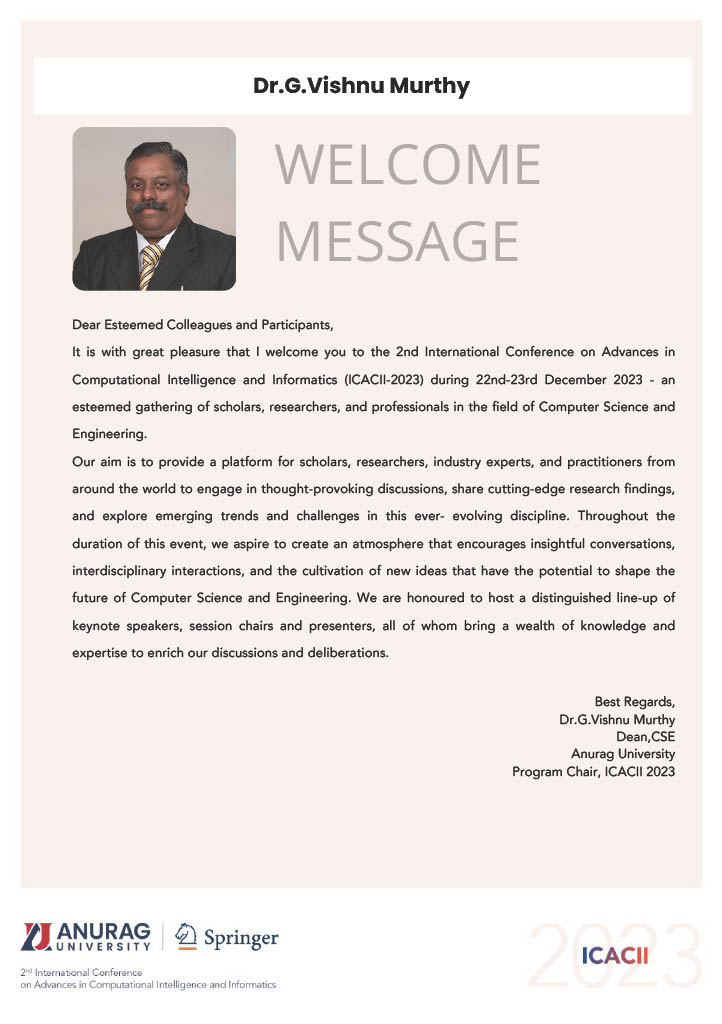 Dr.G.Vishnu Murthy
WELCOME
MESSAGE
Dear Esteemed Colleagues and Participants,
It is with great pleasure that I welcome you to the 2nd International Conference on Advances in
Computational Intelligence and Informatics (ICACII-2023) during 22nd-23rd December 2023 - an
esteemed gathering of scholars, researchers, and professionals in the field of Computer Science and
Engineering.
Our aim is to provide a platform for scholars, researchers, industry experts, and practitioners from
around the world to engage in thought-provoking discussions, share cutting-edge research findings,
and explore emerging trends and challenges in this ever- evolving discipline. Throughout the
duration of this event, we aspire to create an atmosphere that encourages insightful conversations,
interdisciplinary interactions, and the cultivation of new ideas that have the potential to shape the
future of Computer Science and Engineering. We are honoured to host a distinguished line-up of
keynote speakers, session chairs and presenters, all of whom bring a wealth of knowledge and
expertise to enrich our discussions and deliberations.
Best Regards,
Dr.G.Vishnu Murthy
Dean,CSE
Anurag University
Program Chair, ICACII 2023
ANURAG
UNIVERSITY
Springer
2nd International Conference
on Advances in Computational Intelligence and Informatics
2023
ICACII